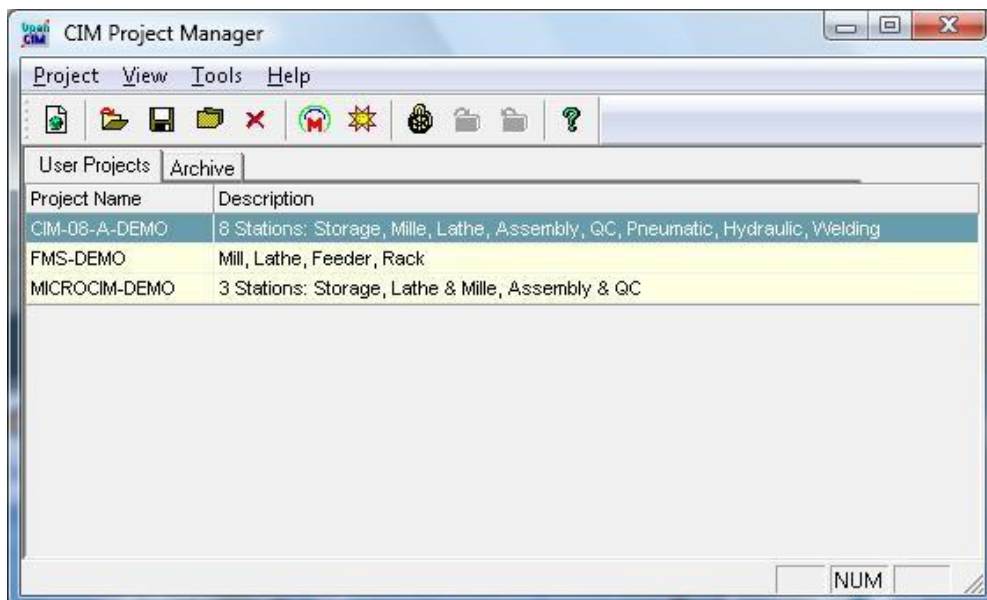 Open CIM CIM Project Manager
Project View Tools Help
M ?
User Projects Archive
Project Name Description
CIM-08-A-DEMO 8 Stations: Storage, Mille, Lathe, Assembly, QC, Pneumatic, Hydraulic, Welding
FMS-DEMO Mill, Lathe, Feeder, Rack
MICROCIM-DEMO 3 Stations: Storage, Lathe & Mille, Assembly & QC
NUM